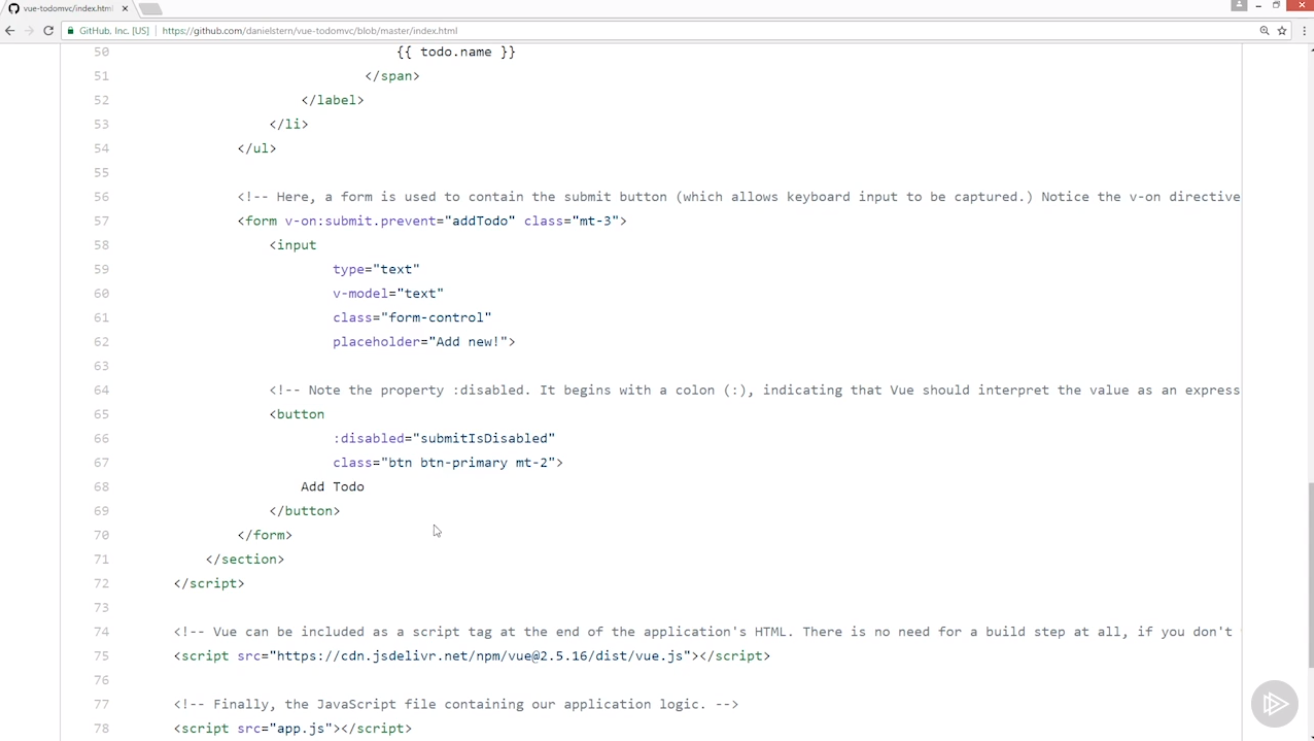 vue-todomvc/index.html
GitHub, Inc. [US] https://github.com/danielstern/vue-todomvc/blob/master/index.html
50 {{ todo.name }}
51 </span>
52 </label>
53 </li>
54 </ul>
55
56 <!-- Here, a form is used to contain the submit button (which allows keyboard input to be captured.) Notice the v-on directive
57 <form v-on:submit.prevent="addTodo" class="mt-3">
58 <input
59 type="text"
60 v-model="text"
61 class="form-control"
62 placeholder="Add new!">
63
64 <!-- Note the property :disabled. It begins with a colon (:), indicating that Vue should interpret the value as an express
65 <button
66 :disabled="submitIsDisabled"
67 class="btn btn-primary mt-2">
68 Add Todo
69 </button>
70 </form>
71 </section>
72 </script>
73
74 <!-- Vue can be included as a script tag at the end of the application's HTML. There is no need for a build step at all, if you don't
75 <script src="https://cdn.jsdelivr.net/npm/vue@2.5.16/dist/vue.js"></script>
76
77 <!-- Finally, the JavaScript file containing our application logic. -->
78 <script src="app.js"></script>